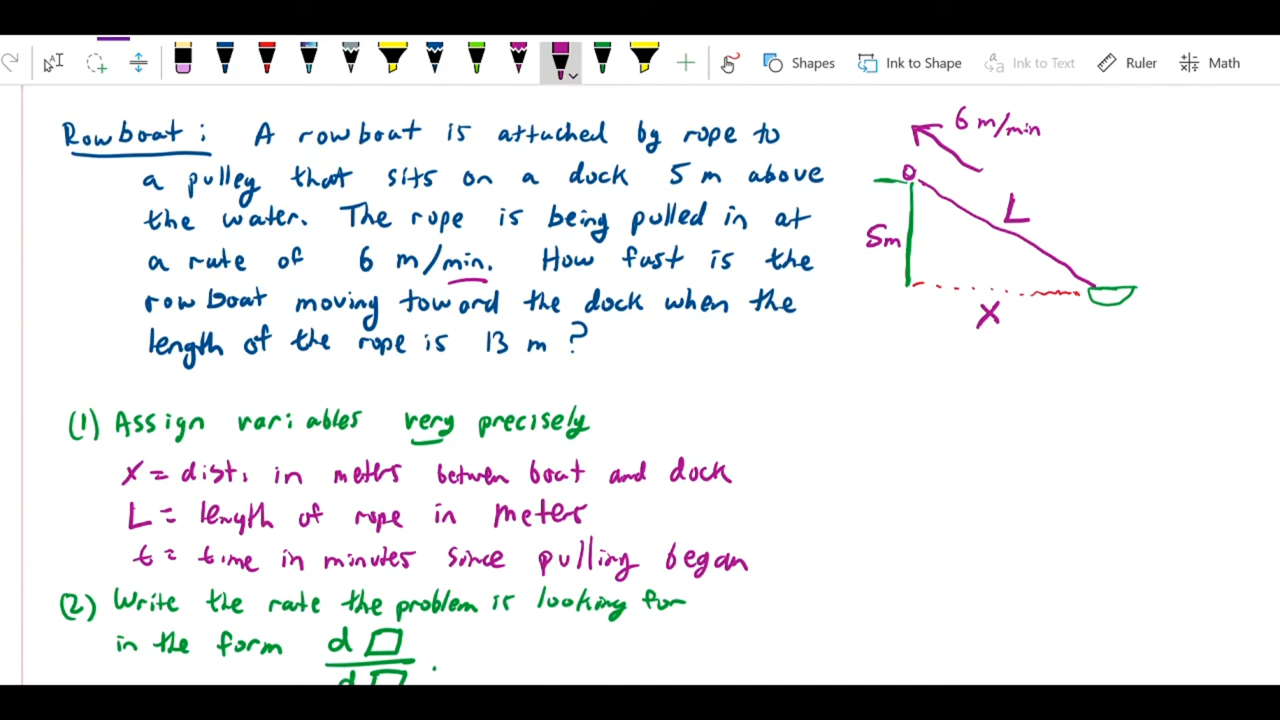 Shapes
Ink to Shape
Ink to Text
Ruler
Math
Rowboat: A rowboat is attached by rope to
a pulley that sits on a dock 5 m above
the water. The rope is being pulled in at
a rate of 6 m/min. How fast is the
rowboat moving toward the dock when the
length of the rope is 13 m?
6 m/min
L
5m
X
(1) Assign variables very precisely
x = dist. in meters between boat and dock
L = length of rope in meters
t = time in minutes since pulling began
(2) Write the rate the problem is looking for
in the form d□
d□ .